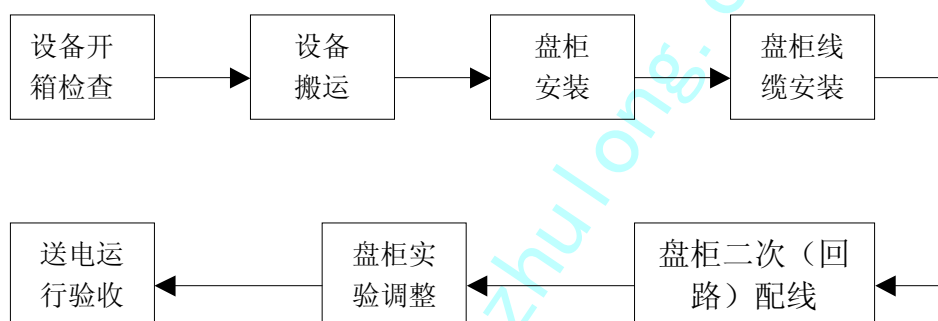 设备开
箱检查
设备
搬运
盘柜
安装
盘柜线
缆安装
送电运
行验收
盘柜实
验调整
盘柜二次（回
路）配线
zhulong.